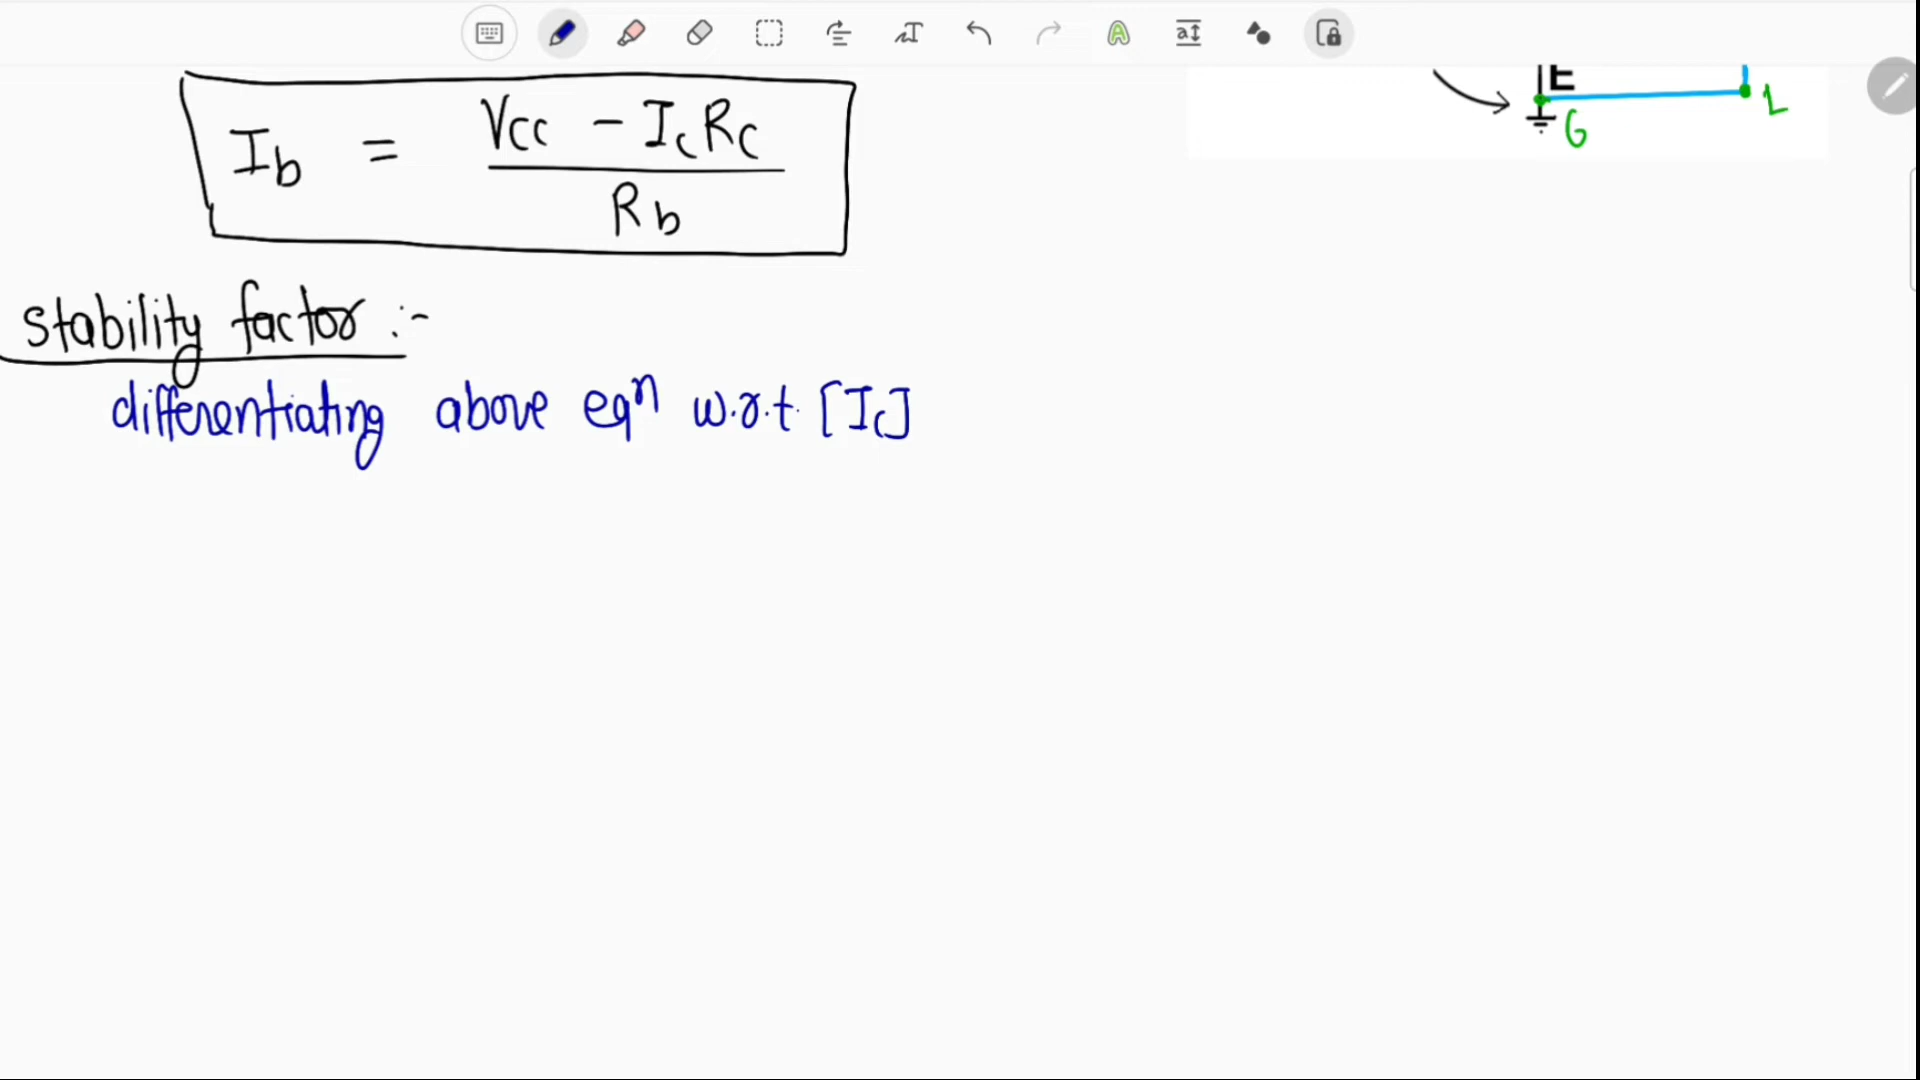 E
L
G
Ib = Vcc - IcRc
Rb
stability factor :-
differentiating above eqⁿ w.r.t. [Ic]